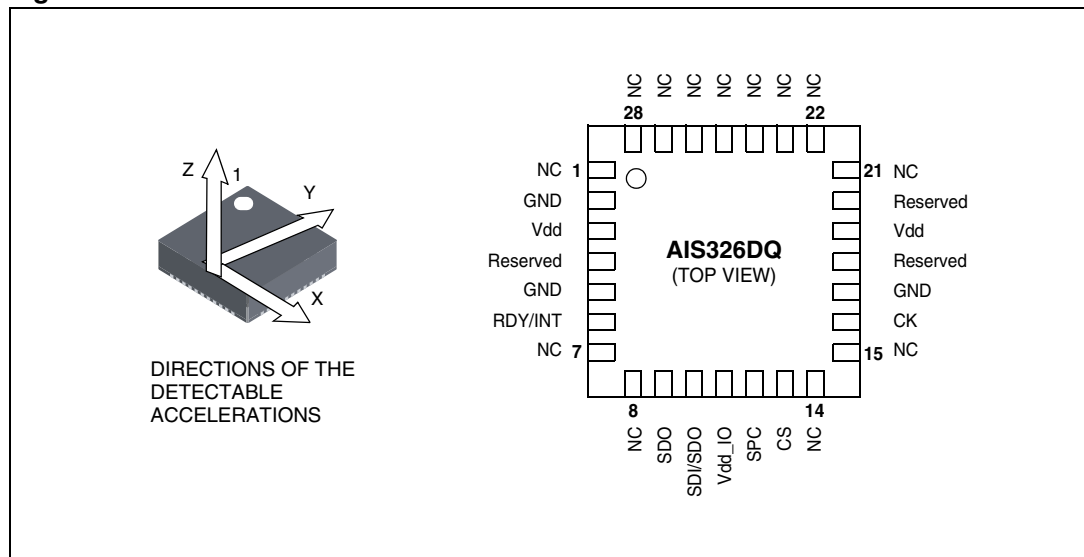 Z
1
Y
X
DIRECTIONS OF THE
DETECTABLE
ACCELERATIONS
NC NC NC NC NC NC NC
28 22
NC 1
GND
Vdd
Reserved
GND
RDY/INT
NC 7
AIS326DQ
(TOP VIEW)
21 NC
Reserved
Vdd
Reserved
GND
CK
15 NC
8 14
NC SDO SDI/SDO Vdd_IO SPC CS NC